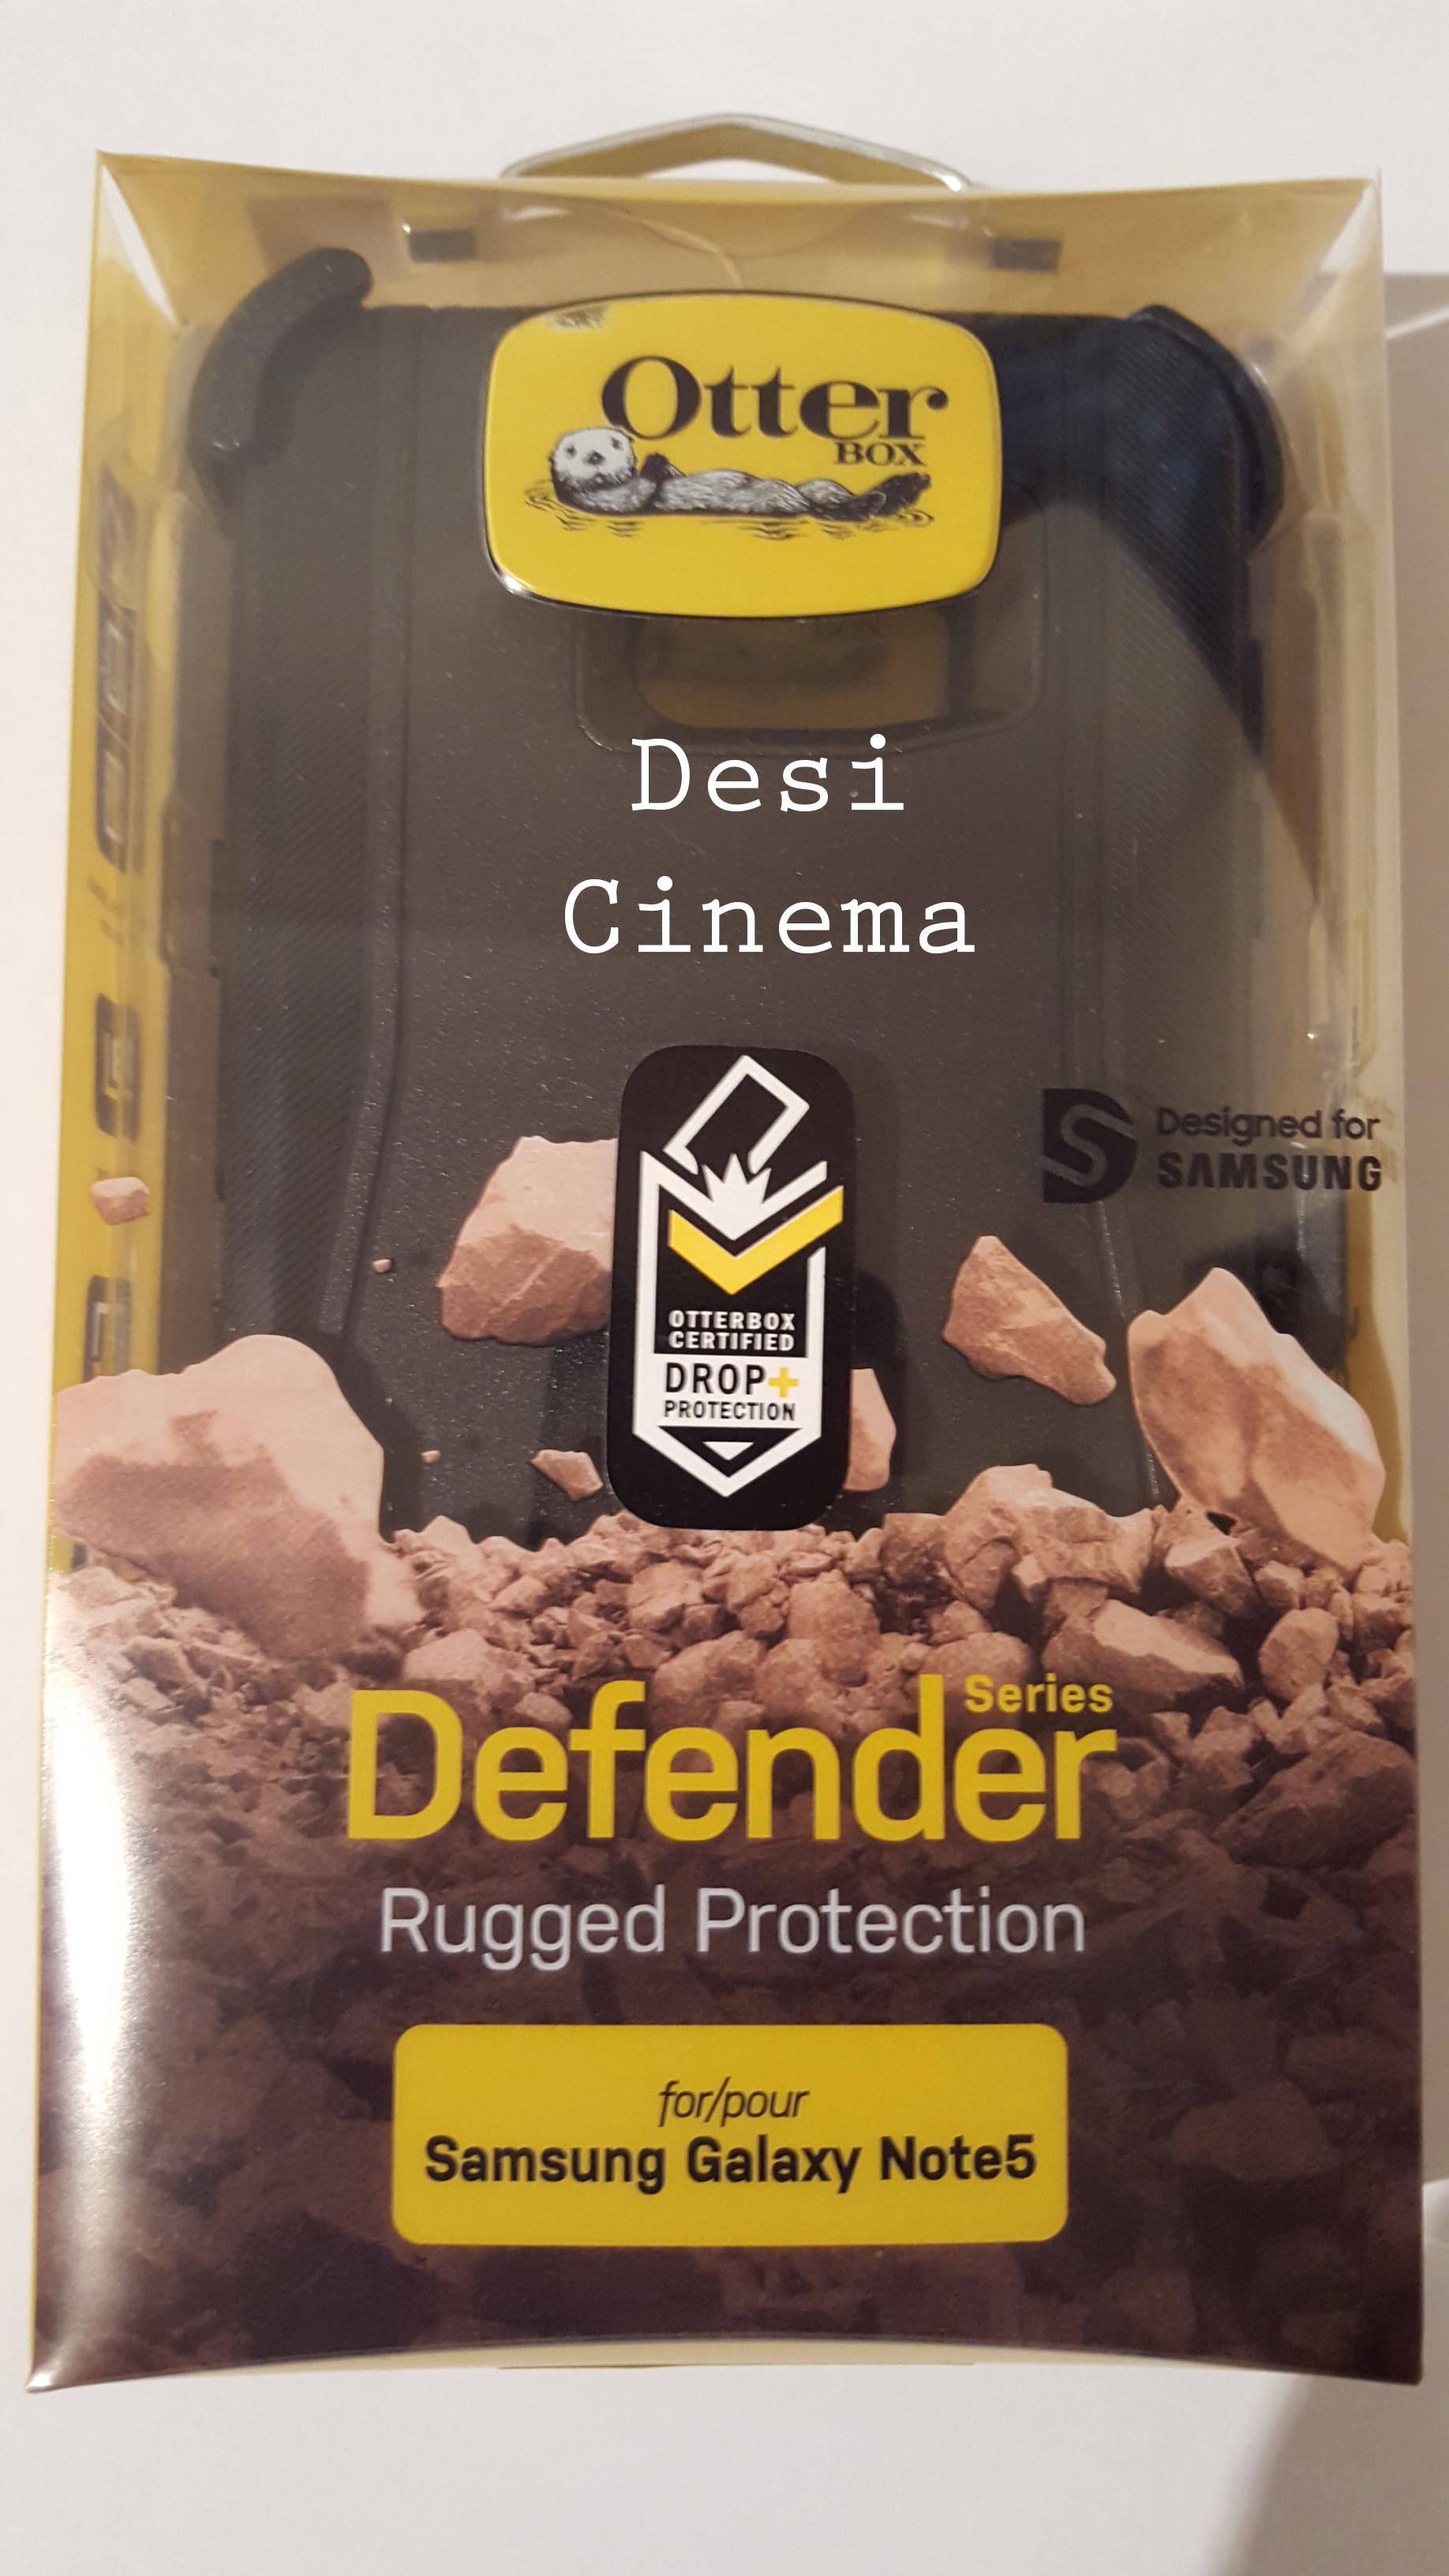 Otter
BOX
Desi
Cinema
Designed for
SAMSUNG
OTTERBOX
CERTIFIED
DROP+
PROTECTION
Defender Series
Rugged Protection
for/pour
Samsung Galaxy Note5